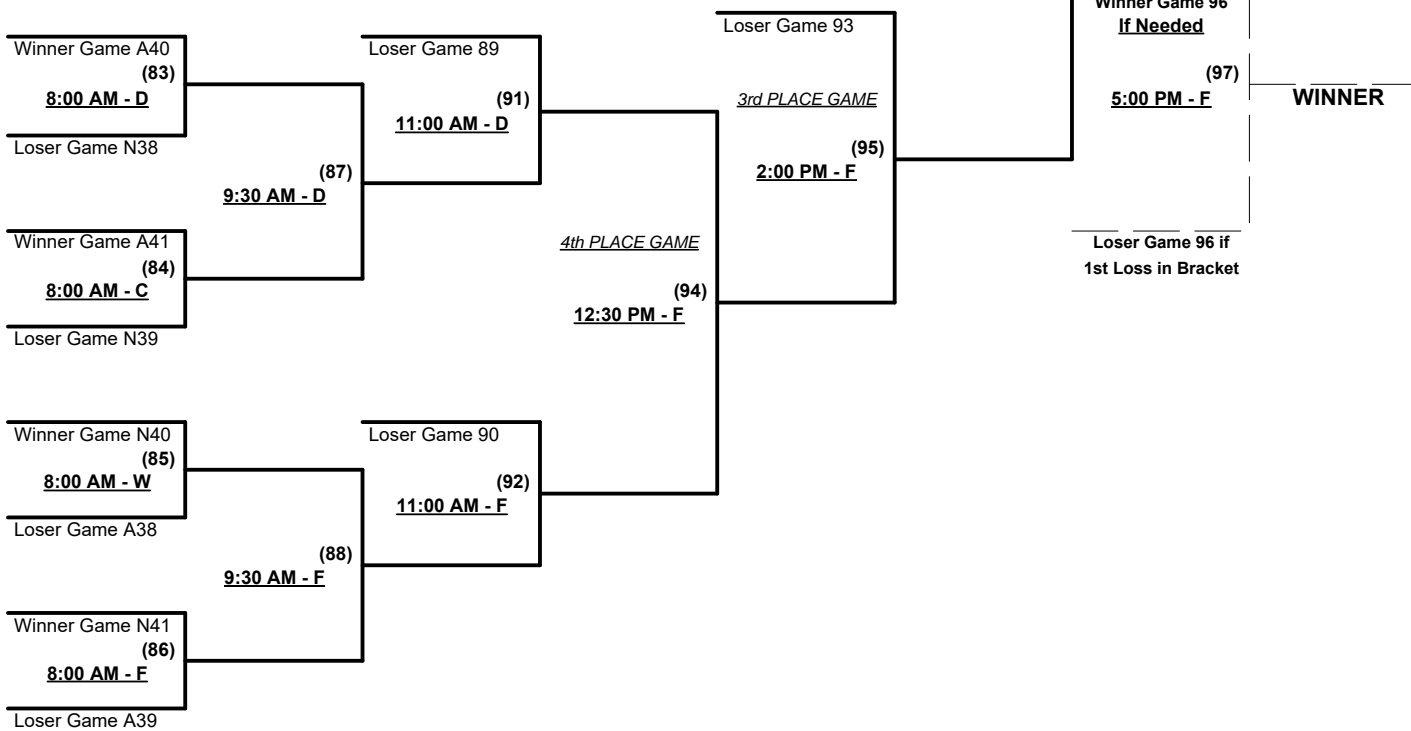 Winner Game A40
(83)
8:00 AM - D
Loser Game N38
Winner Game A41
(84)
8:00 AM - C
Loser Game N39
Winner Game N40
(85)
8:00 AM - W
Loser Game A38
Winner Game N41
(86)
8:00 AM - F
Loser Game A39
(87)
9:30 AM - D
(88)
9:30 AM - F
Loser Game 89
(91)
11:00 AM - D
Loser Game 90
(92)
11:00 AM - F
4th PLACE GAME
(94)
12:30 PM - F
Loser Game 93
3rd PLACE GAME
(95)
2:00 PM - F
Winner Game 96
If Needed
(97)
5:00 PM - F
Loser Game 96 if
1st Loss in Bracket
WINNER